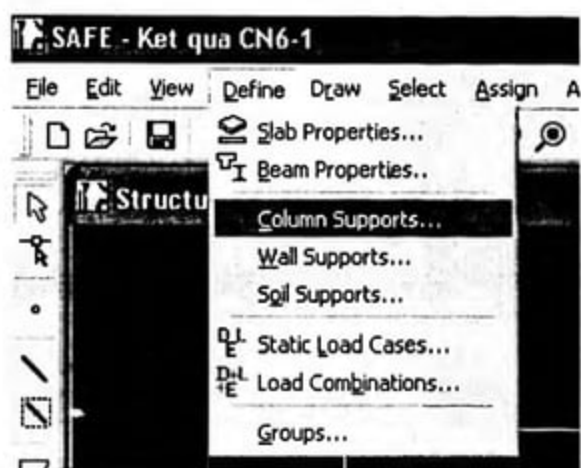 SAFE - Ket qua CN6-1
File Edit View Define Draw Select Assign A
Slab Properties...
Beam Properties..
Structu
Column Supports...
Wall Supports...
Soil Supports...
Static Load Cases...
Load Combinations...
Groups...